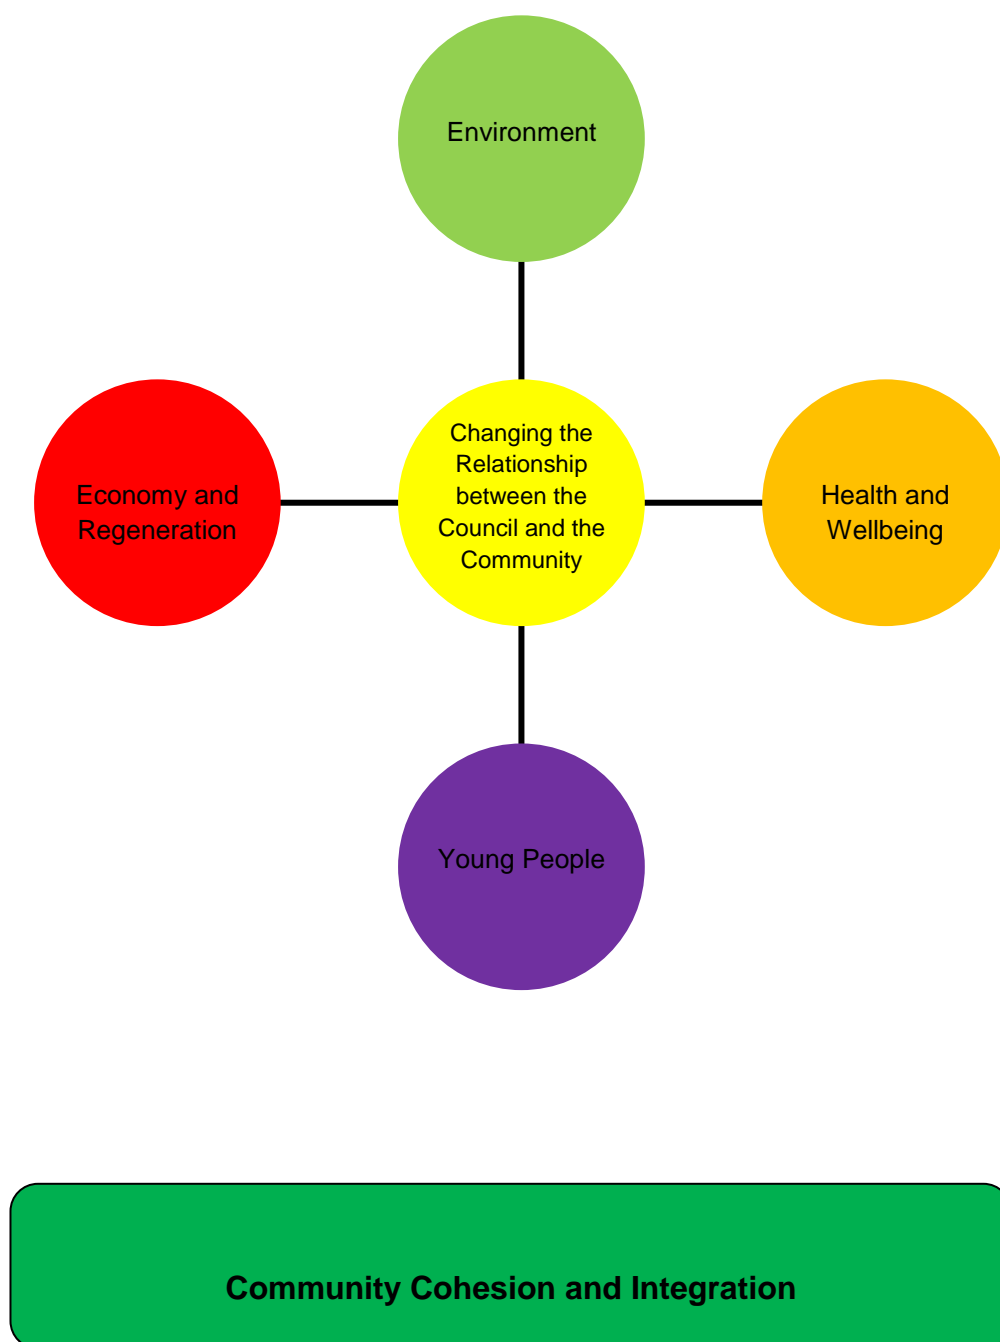 Environment
Changing the
Relationship
between the
Council and the
Community
Economy and
Regeneration
Health and
Wellbeing
Young People
Community Cohesion and Integration